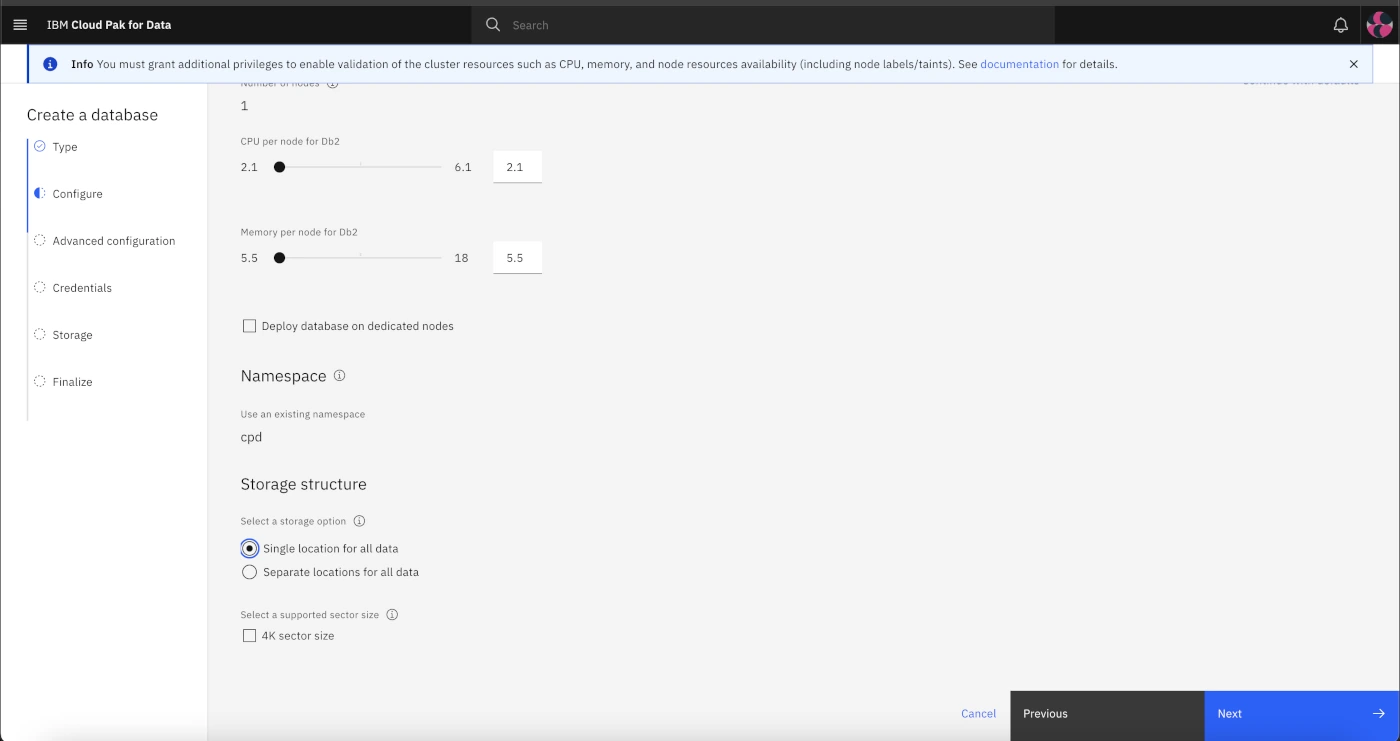 IBM Cloud Pak for Data
Search
Info You must grant additional privileges to enable validation of the cluster resources such as CPU, memory, and node resources availability (including node labels/taints). See documentation for details.
Create a database
Type
Configure
Advanced configuration
Credentials
Storage
Finalize
Number of nodes
Continue with defaults
1
CPU per node for Db2
2.1 6.1 2.1
Memory per node for Db2
5.5 18 5.5
Deploy database on dedicated nodes
Namespace
Use an existing namespace
cpd
Storage structure
Select a storage option
Single location for all data
Separate locations for all data
Select a supported sector size
4K sector size
Cancel
Previous
Next